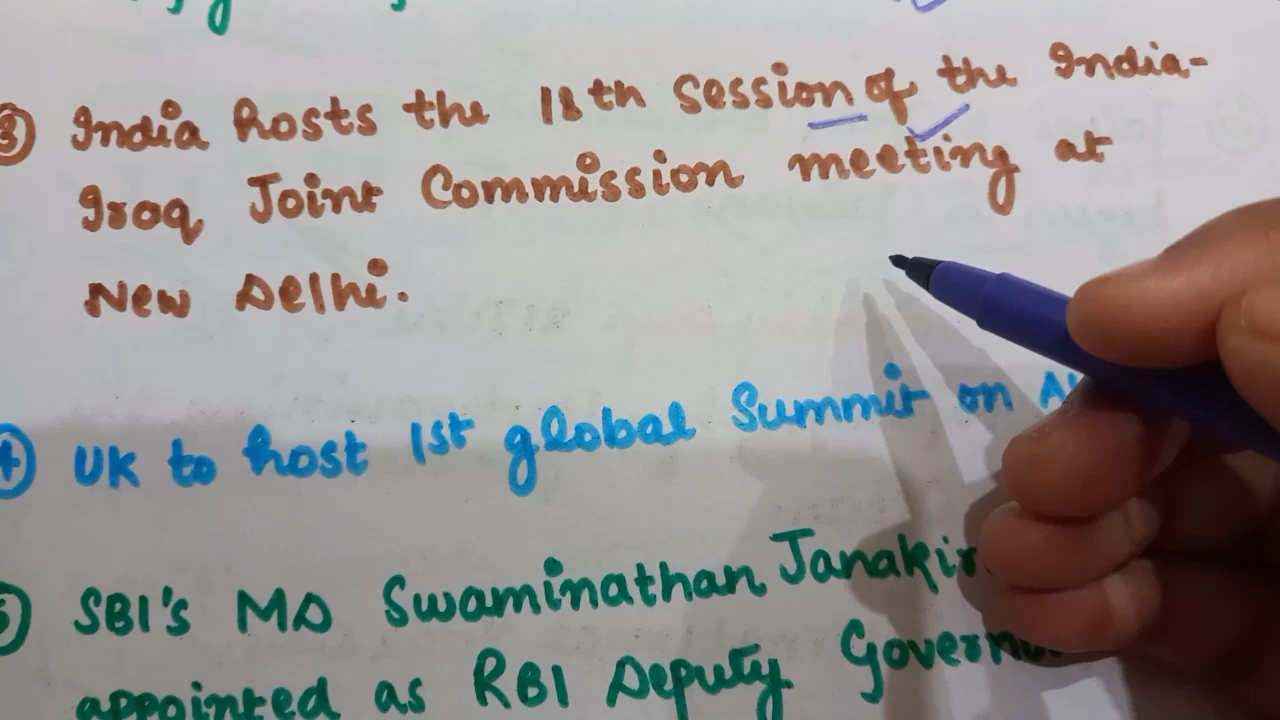 ③ India hosts the 18th session of the India-
Iraq Joint Commission meeting at
New Delhi.
④ UK to host 1st global Summit on
⑤ SBI's MD Swaminathan
appointed as RBI Deputy